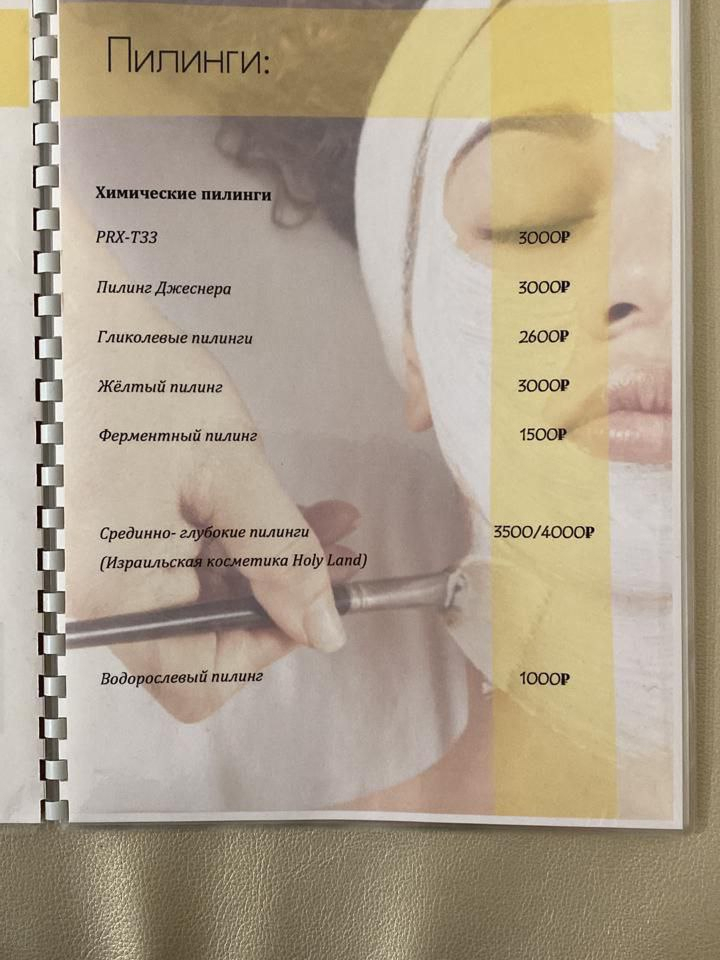 Пилинги:
Химические пилинги
PRX-T33 3000₽
Пилинг Джеснера 3000₽
Гликолевые пилинги 2600₽
Жёлтый пилинг 3000₽
Ферментный пилинг 1500₽
Срединно- глубокие пилинги 3500/4000₽
(Израильская косметика Holy Land)
Водорослевый пилинг 1000₽